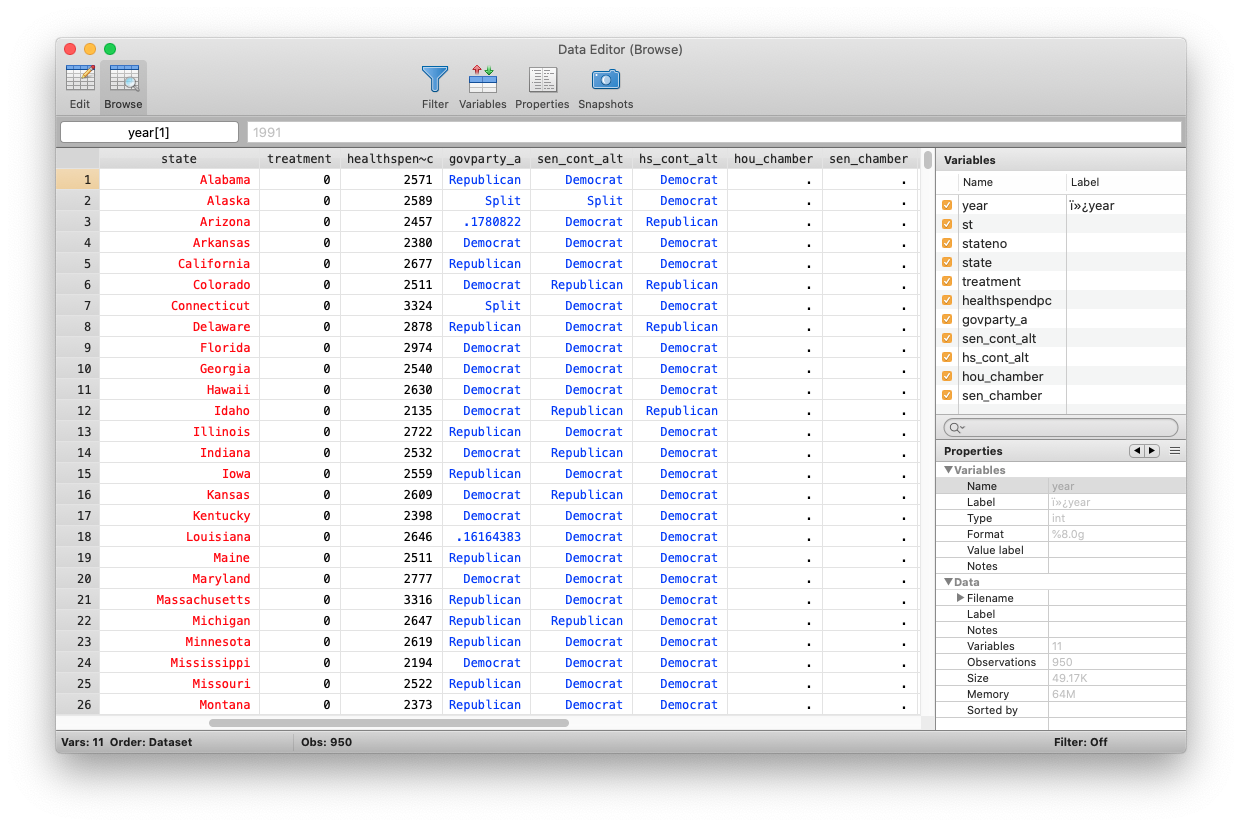 Data Editor (Browse)
Edit Browse Filter Variables Properties Snapshots
year[1] 1991
state treatment healthspen~c govparty_a sen_cont_alt hs_cont_alt hou_chamber sen_chamber
1 Alabama 0 2571 Republican Democrat Democrat . .
2 Alaska 0 2589 Split Split Democrat . .
3 Arizona 0 2457 .1780822 Democrat Republican . .
4 Arkansas 0 2380 Democrat Democrat Democrat . .
5 California 0 2677 Republican Democrat Democrat . .
6 Colorado 0 2511 Democrat Republican Republican . .
7 Connecticut 0 3324 Split Democrat Democrat . .
8 Delaware 0 2878 Republican Democrat Republican . .
9 Florida 0 2974 Democrat Democrat Democrat . .
10 Georgia 0 2540 Democrat Democrat Democrat . .
11 Hawaii 0 2630 Democrat Democrat Democrat . .
12 Idaho 0 2135 Democrat Republican Republican . .
13 Illinois 0 2722 Republican Democrat Democrat . .
14 Indiana 0 2532 Democrat Republican Democrat . .
15 Iowa 0 2559 Republican Democrat Democrat . .
16 Kansas 0 2609 Democrat Republican Democrat . .
17 Kentucky 0 2398 Democrat Democrat Democrat . .
18 Louisiana 0 2646 .16164383 Democrat Democrat . .
19 Maine 0 2511 Republican Democrat Democrat . .
20 Maryland 0 2777 Democrat Democrat Democrat . .
21 Massachusetts 0 3316 Republican Democrat Democrat . .
22 Michigan 0 2647 Republican Republican Democrat . .
23 Minnesota 0 2619 Republican Democrat Democrat . .
24 Mississippi 0 2194 Democrat Democrat Democrat . .
25 Missouri 0 2522 Republican Democrat Democrat . .
26 Montana 0 2373 Republican Democrat Democrat . .
Variables
Name Label
year ï»¿year
st
stateno
state
treatment
healthspendpc
govparty_a
sen_cont_alt
hs_cont_alt
hou_chamber
sen_chamber
Properties
Variables
Name year
Label ï»¿year
Type int
Format %8.0g
Value label
Notes
Data
Filename
Label
Notes
Variables 11
Observations 950
Size 49.17K
Memory 64M
Sorted by
Vars: 11 Order: Dataset Obs: 950 Filter: Off